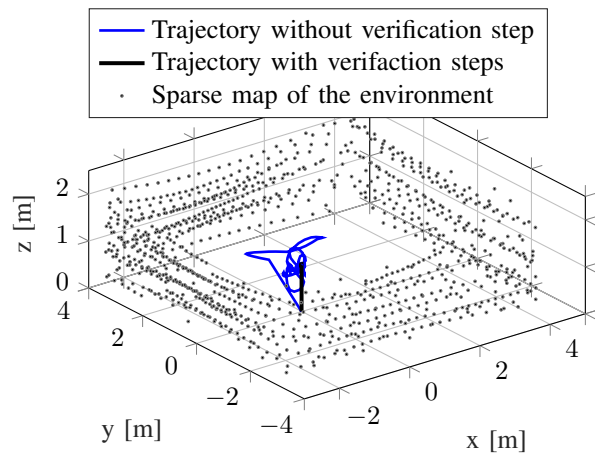 Trajectory without verification step
Trajectory with verifaction steps
Sparse map of the environment
z [m]
2
1
0
4
2
0
−2
−4
y [m]
−2
0
2
4
x [m]